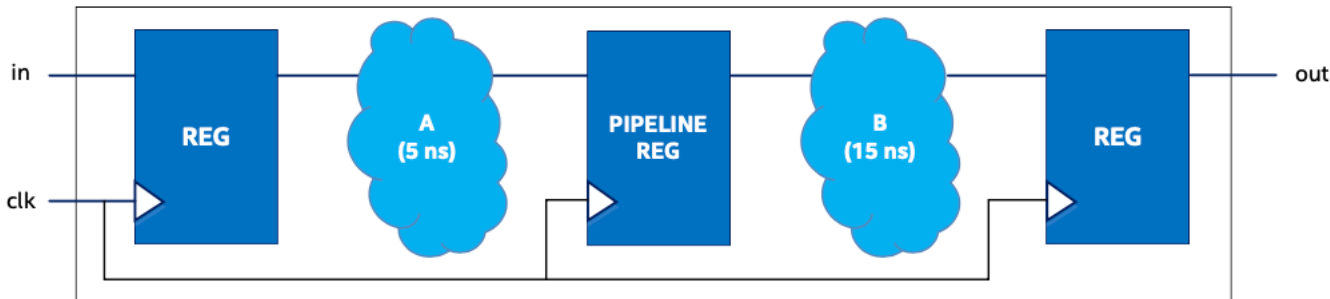 in
REG
A
(5 ns)
PIPELINE
REG
B
(15 ns)
REG
out
clk